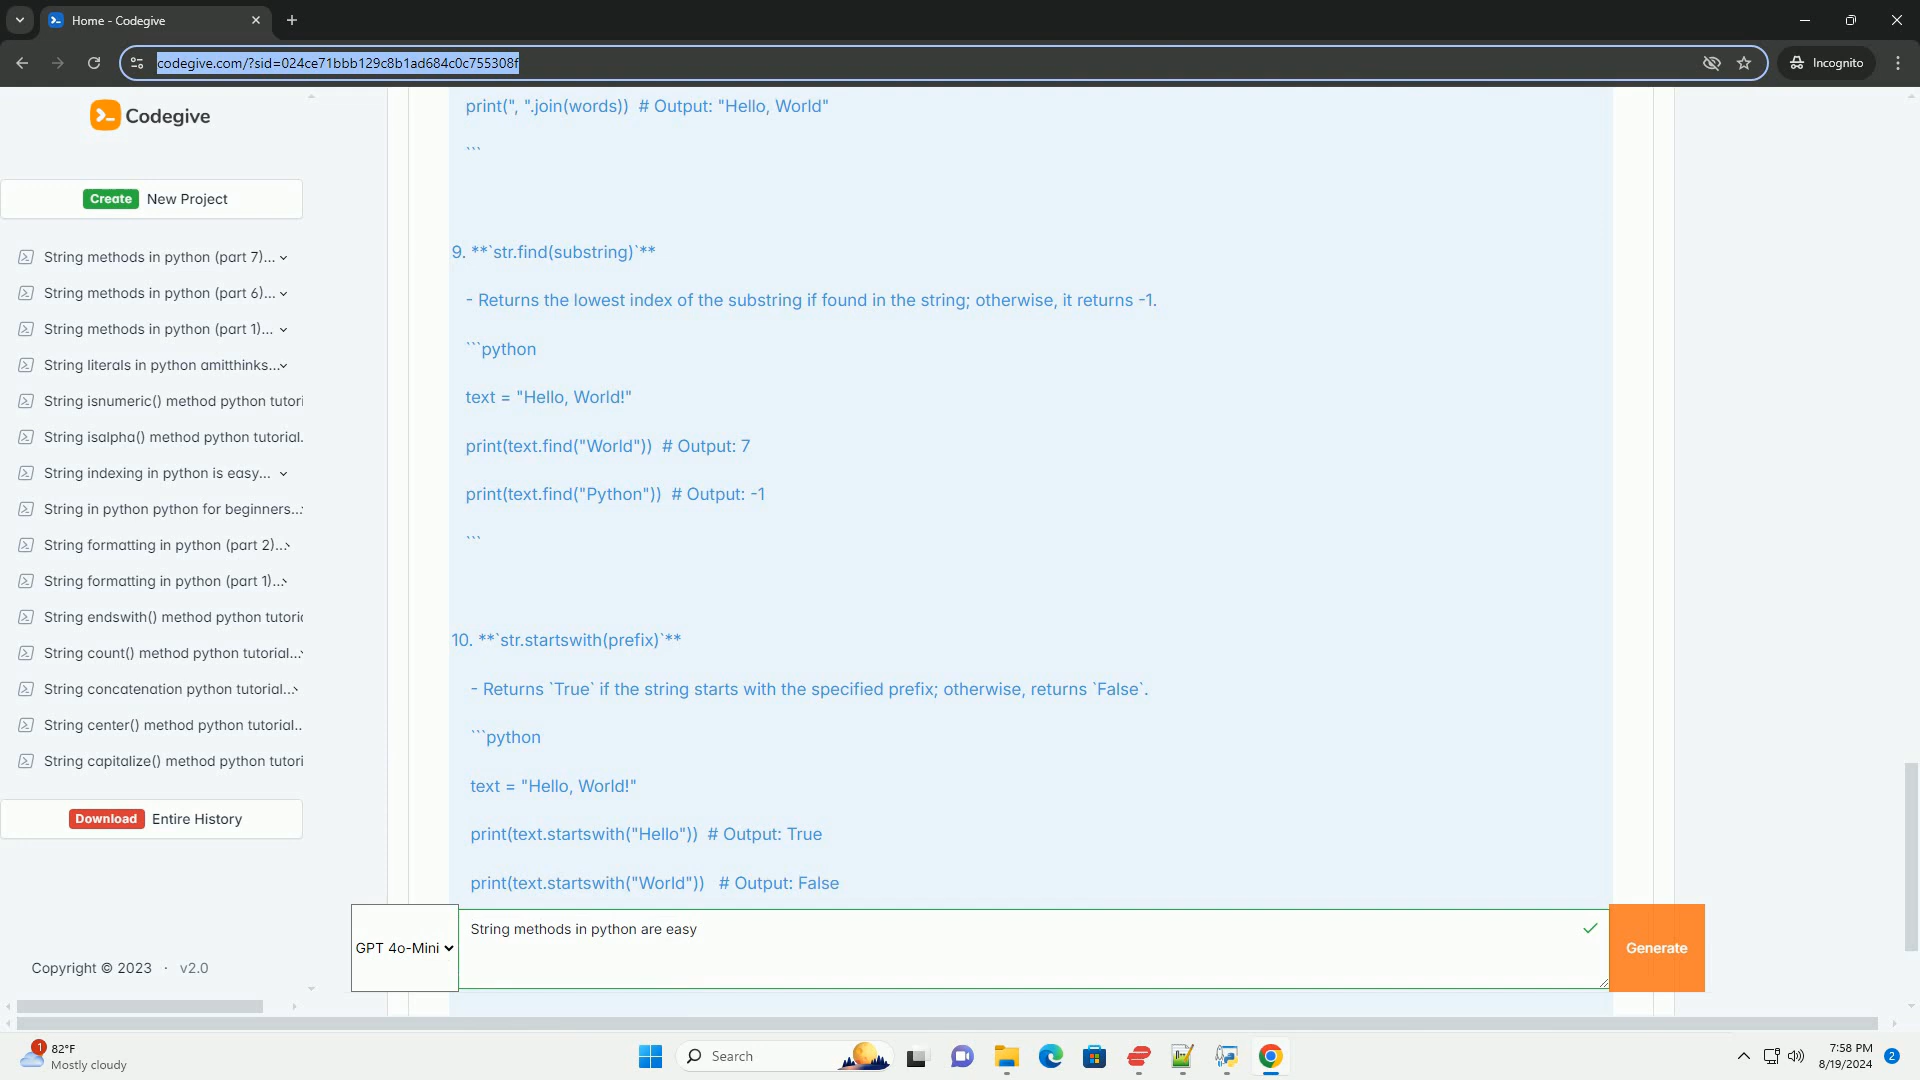 Home - Codegive
codegive.com/?sid=024ce71bbb129c8b1ad684c0c755308f
Incognito
Codegive
Create New Project
String methods in python (part 7)...
String methods in python (part 6)...
String methods in python (part 1)...
String literals in python amitthinks...
String isnumeric() method python tutori
String isalpha() method python tutorial.
String indexing in python is easy...
String in python python for beginners...
String formatting in python (part 2)...
String formatting in python (part 1)...
String endswith() method python tutoria
String count() method python tutorial...
String concatenation python tutorial...
String center() method python tutorial..
String capitalize() method python tutori
Download Entire History
Copyright © 2023 · v2.0
print(", ".join(words))  # Output: "Hello, World"
```
9. **`str.find(substring)`**
- Returns the lowest index of the substring if found in the string; otherwise, it returns -1.
```python
text = "Hello, World!"
print(text.find("World"))  # Output: 7
print(text.find("Python"))  # Output: -1
```
10. **`str.startswith(prefix)`**
- Returns `True` if the string starts with the specified prefix; otherwise, returns `False`.
```python
text = "Hello, World!"
print(text.startswith("Hello"))  # Output: True
print(text.startswith("World"))   # Output: False
GPT 4o-Mini
String methods in python are easy
Generate
1
82°F
Mostly cloudy
Search
7:58 PM
8/19/2024
2